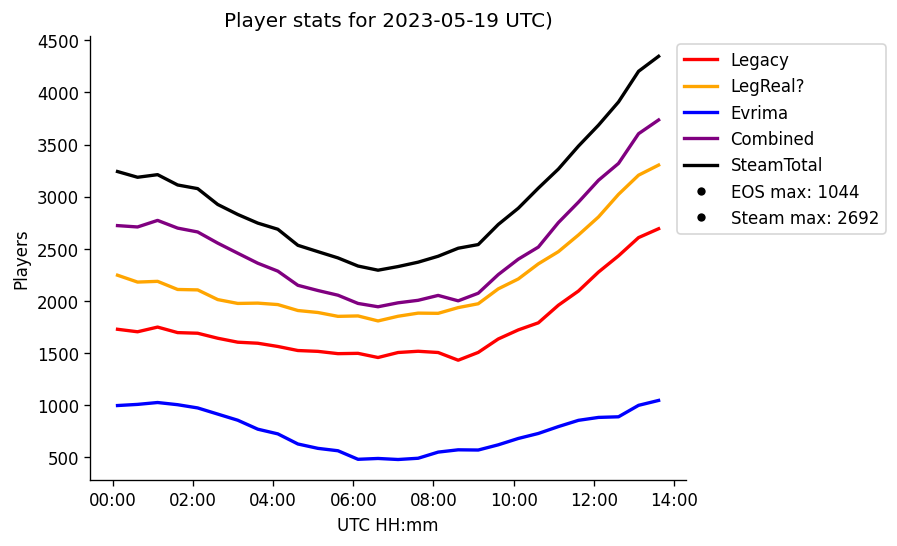 Player stats for 2023-05-19 UTC)
4500
4000
3500
3000
2500
2000
1500
1000
500
Players
00:00 02:00 04:00 06:00 08:00 10:00 12:00 14:00
UTC HH:mm
Legacy
LegReal?
Evrima
Combined
SteamTotal
EOS max: 1044
Steam max: 2692